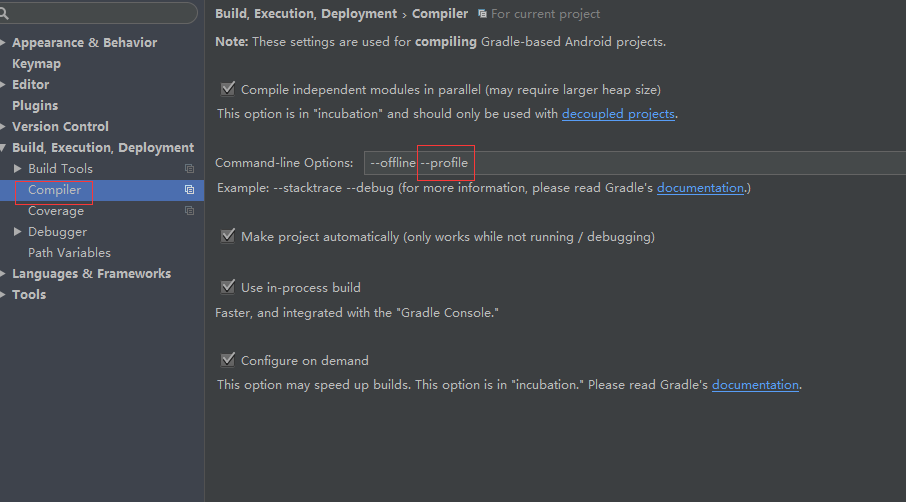 Build, Execution, Deployment › Compiler For current project
Note: These settings are used for compiling Gradle-based Android projects.
Appearance & Behavior
Keymap
Editor
Plugins
Version Control
Build, Execution, Deployment
Build Tools
Compiler
Coverage
Debugger
Path Variables
Languages & Frameworks
Tools
Compile independent modules in parallel (may require larger heap size)
This option is in "incubation" and should only be used with decoupled projects.
Command-line Options: --offline --profile
Example: --stacktrace --debug (for more information, please read Gradle's documentation.)
Make project automatically (only works while not running / debugging)
Use in-process build
Faster, and integrated with the "Gradle Console."
Configure on demand
This option may speed up builds. This option is in "incubation." Please read Gradle's documentation.